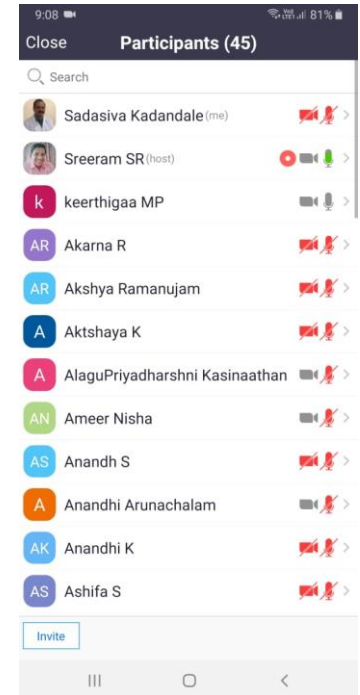 9:08 81%
Close Participants (45)
Search
Sadasiva Kadandale (me)
Sreeram SR (host)
k keerthigaa MP
AR Akarna R
AR Akshya Ramanujam
A Aktshaya K
A AlaguPriyadharshni Kasinaathan
AN Ameer Nisha
AS Anandh S
A Anandhi Arunachalam
AK Anandhi K
AS Ashifa S
Invite